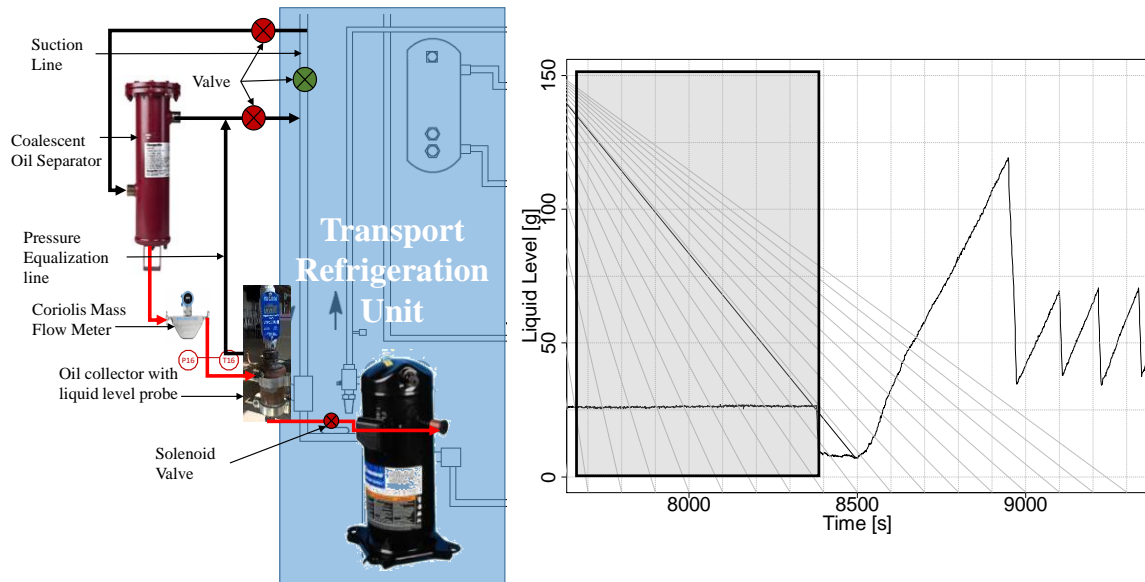 Suction
Line
Valve
Coalescent
Oil Separator
Pressure
Equalization
line
Coriolis Mass
Flow Meter
P16
T16
Oil collector with
liquid level probe
Solenoid
Valve
Transport
Refrigeration
Unit
Liquid Level [g]
150
100
50
0
8000
8500
9000
Time [s]